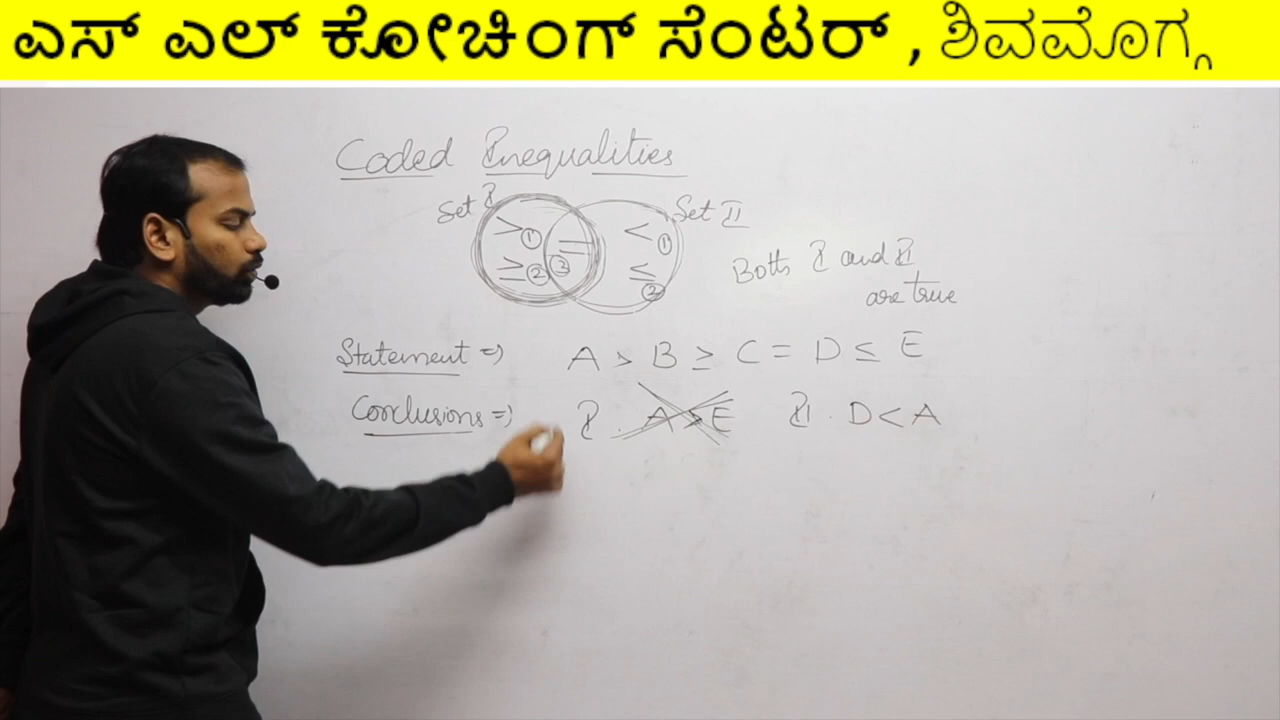 ಎಸ್ ಎಲ್ ಕೋಚಿಂಗ್ ಸೆಂಟರ್ , ಶಿವಮೊಗ್ಗ
Coded Inequalities
Set I
Set II
> ① = ③ < ①
≥ ② ≤ ②
Both I and II
are true
Statement => A > B ≥ C = D ≤ E
Conclusions => I. A > E II. D < A